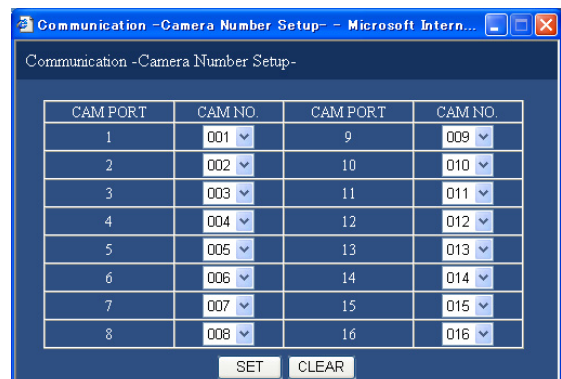 Communication -Camera Number Setup- - Microsoft Intern...
Communication -Camera Number Setup-
CAM PORT CAM NO. CAM PORT CAM NO.
1 001 9 009
2 002 10 010
3 003 11 011
4 004 12 012
5 005 13 013
6 006 14 014
7 007 15 015
8 008 16 016
SET CLEAR